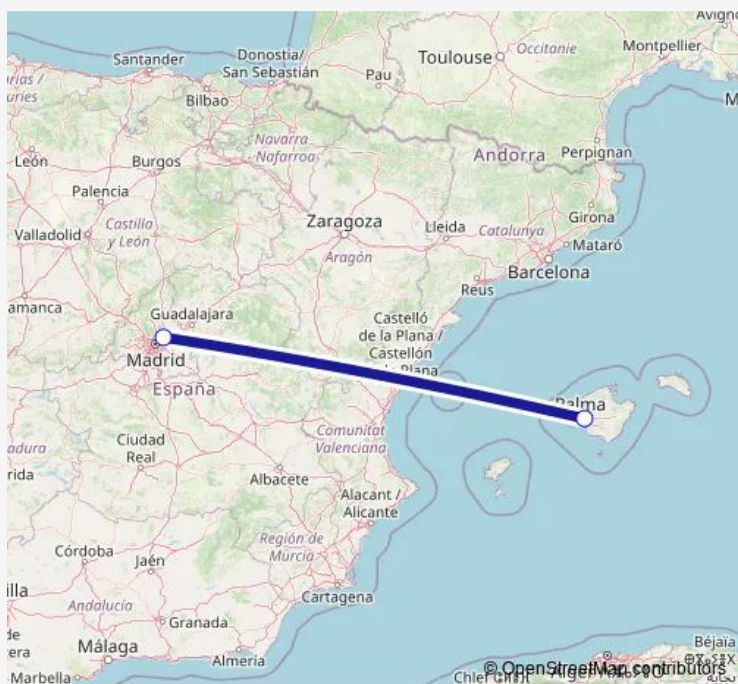 Avigno
Santander
Donostia/
San Sebastián
Toulouse
Occitanie
Montpellier
Bilbao
Pau
León
Burgos
Navarra
Nafarroa
Andorra
Perpignan
Palencia
Castilla
y León
Valladolid
Zaragoza
Aragón
Lleida
Catalunya
Girona
Mataró
Barcelona
Reus
amanca
Guadalajara
Castelló
de la Plana /
Castellón
Plana
Madrid
España
Palma
Ciudad
Real
Comunitat
Valenciana
Albacete
Alacant /
Alicante
Región de
Murcia
Córdoba
Jaén
illa
Andalucía
Cartagena
Granada
Málaga
Almería
Marbella
Béjaïa
© OpenStreetMap contributors